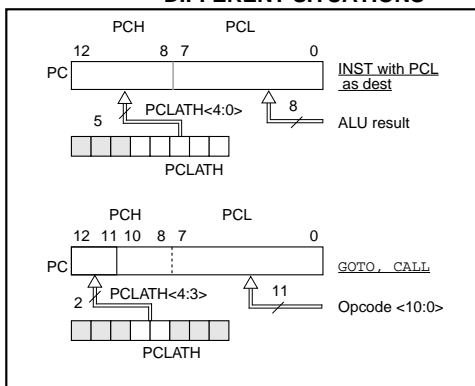 DIFFERENT SITUATIONS
PCH PCL
12 8 7 0
PC
INST with PCL
as dest
5 PCLATH<4:0> 8
ALU result
PCLATH
PCH PCL
12 11 10 8 7 0
PC
GOTO, CALL
2 PCLATH<4:3> 11
Opcode <10:0>
PCLATH